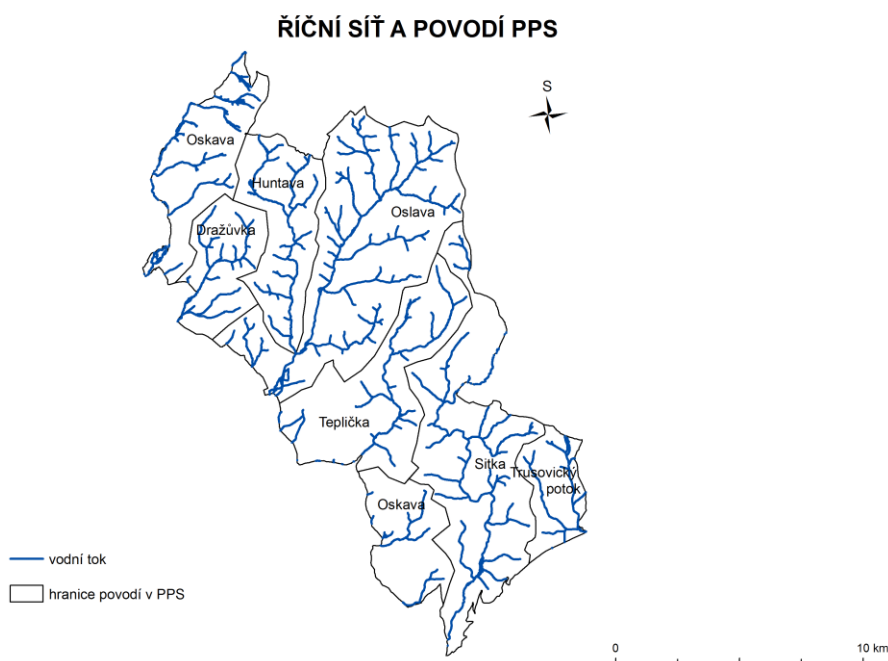 ŘÍČNÍ SÍŤ A POVODÍ PPS
S
Oskava
Huntava
Oslava
Dražůvka
Teplička
Sitka
Trusovický
potok
Oskava
vodní tok
hranice povodí v PPS
0
10 km